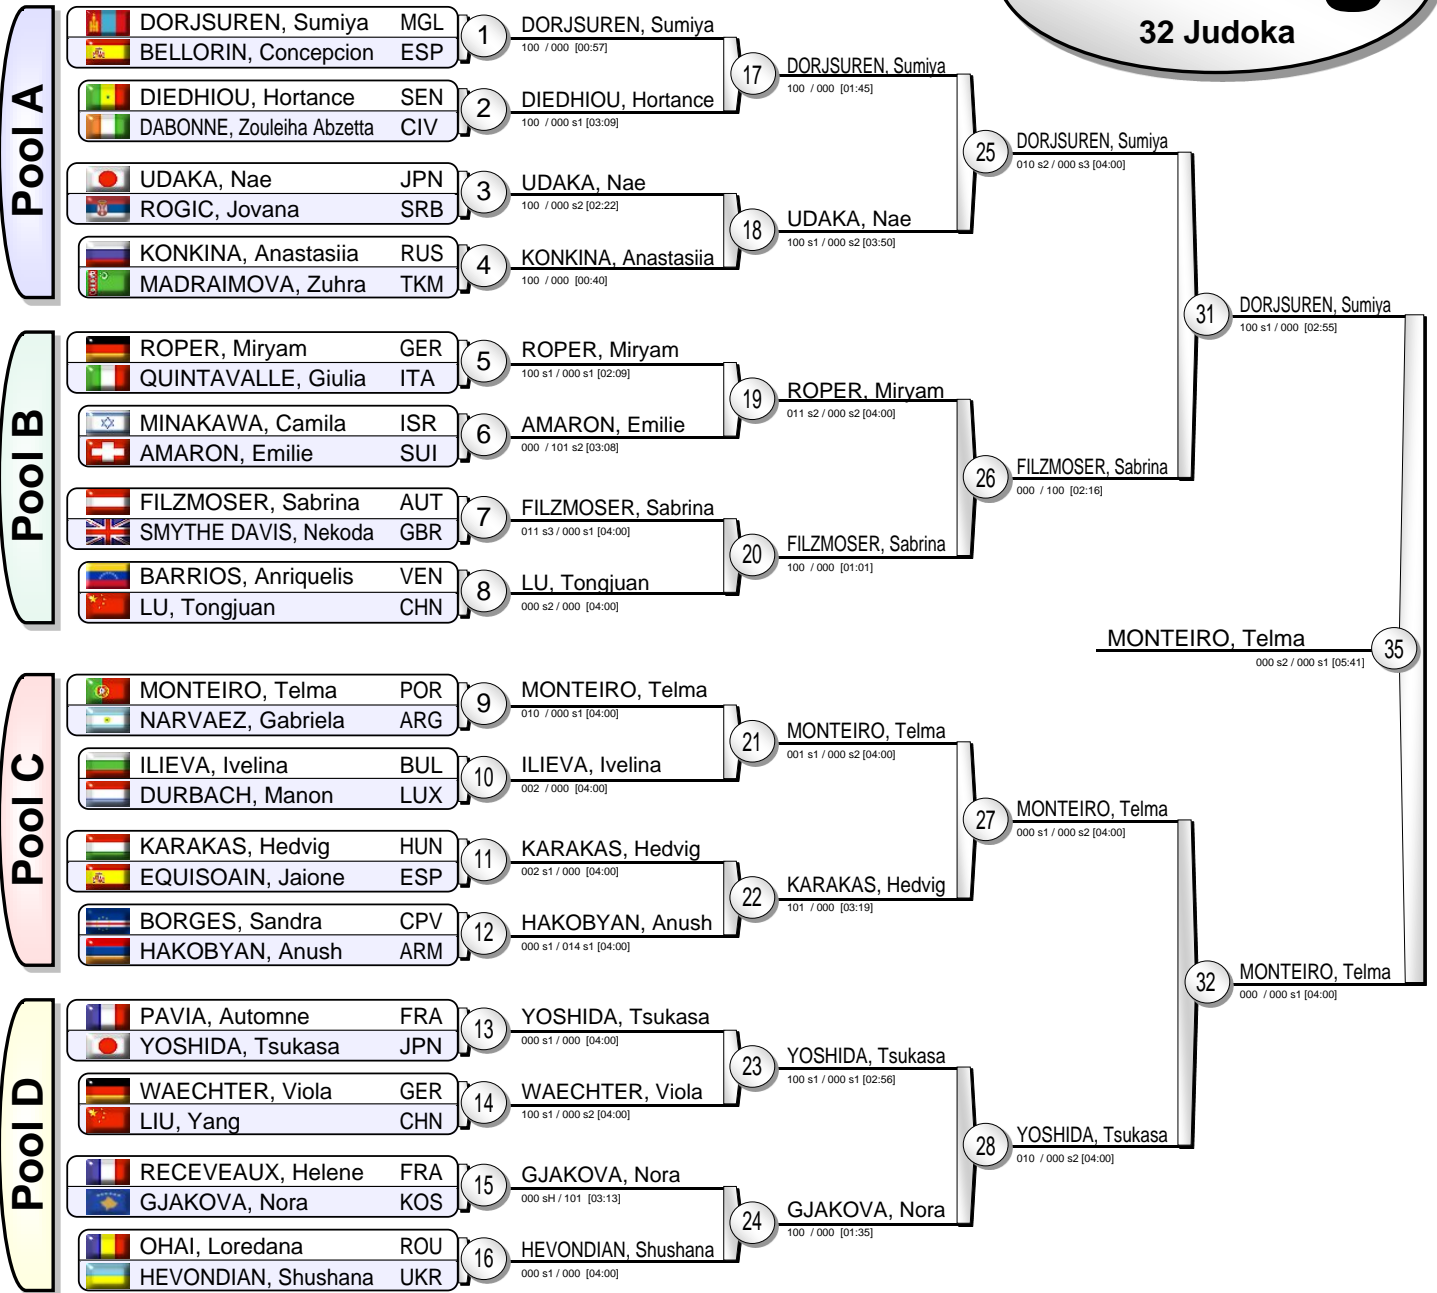 32 Judoka
Pool A
DORJSUREN, Sumiya MGL
BELLORIN, Concepcion ESP
1
DIEDHIOU, Hortance SEN
DABONNE, Zouleiha Abzetta CIV
2
UDAKA, Nae JPN
ROGIC, Jovana SRB
3
KONKINA, Anastasiia RUS
MADRAIMOVA, Zuhra TKM
4
Pool B
ROPER, Miryam GER
QUINTAVALLE, Giulia ITA
5
MINAKAWA, Camila ISR
AMARON, Emilie SUI
6
FILZMOSER, Sabrina AUT
SMYTHE DAVIS, Nekoda GBR
7
BARRIOS, Anriquelis VEN
LU, Tongjuan CHN
8
Pool C
MONTEIRO, Telma POR
NARVAEZ, Gabriela ARG
9
ILIEVA, Ivelina BUL
DURBACH, Manon LUX
10
KARAKAS, Hedvig HUN
EQUISOAIN, Jaione ESP
11
BORGES, Sandra CPV
HAKOBYAN, Anush ARM
12
Pool D
PAVIA, Automne FRA
YOSHIDA, Tsukasa JPN
13
WAECHTER, Viola GER
LIU, Yang CHN
14
RECEVEAUX, Helene FRA
GJAKOVA, Nora KOS
15
OHAI, Loredana ROU
HEVONDIAN, Shushana UKR
16
DORJSUREN, Sumiya
100 / 000 [00:57]
17
DIEDHIOU, Hortance
100 / 000 s1 [03:09]
UDAKA, Nae
100 / 000 s2 [02:22]
18
KONKINA, Anastasiia
100 / 000 [00:40]
ROPER, Miryam
100 s1 / 000 s1 [02:09]
19
AMARON, Emilie
000 / 101 s2 [03:08]
FILZMOSER, Sabrina
011 s3 / 000 s1 [04:00]
20
LU, Tongjuan
000 s2 / 000 [04:00]
MONTEIRO, Telma
010 / 000 s1 [04:00]
21
ILIEVA, Ivelina
002 / 000 [04:00]
KARAKAS, Hedvig
002 s1 / 000 [04:00]
22
HAKOBYAN, Anush
000 s1 / 014 s1 [04:00]
YOSHIDA, Tsukasa
000 s1 / 000 [04:00]
23
WAECHTER, Viola
100 s1 / 000 s2 [04:00]
GJAKOVA, Nora
000 sH / 101 [03:13]
24
HEVONDIAN, Shushana
000 s1 / 000 [04:00]
DORJSUREN, Sumiya
100 / 000 [01:45]
25
UDAKA, Nae
100 s1 / 000 s2 [03:50]
ROPER, Miryam
011 s2 / 000 s2 [04:00]
26
FILZMOSER, Sabrina
100 / 000 [01:01]
MONTEIRO, Telma
001 s1 / 000 s2 [04:00]
27
KARAKAS, Hedvig
101 / 000 [03:19]
YOSHIDA, Tsukasa
100 s1 / 000 s1 [02:56]
28
GJAKOVA, Nora
100 / 000 [01:35]
DORJSUREN, Sumiya
010 s2 / 000 s3 [04:00]
31
FILZMOSER, Sabrina
000 / 100 [02:16]
MONTEIRO, Telma
000 s1 / 000 s2 [04:00]
32
YOSHIDA, Tsukasa
010 / 000 s2 [04:00]
DORJSUREN, Sumiya
100 s1 / 000 [02:55]
MONTEIRO, Telma
000 s2 / 000 s1 [05:41]
35
MONTEIRO, Telma
000 / 000 s1 [04:00]